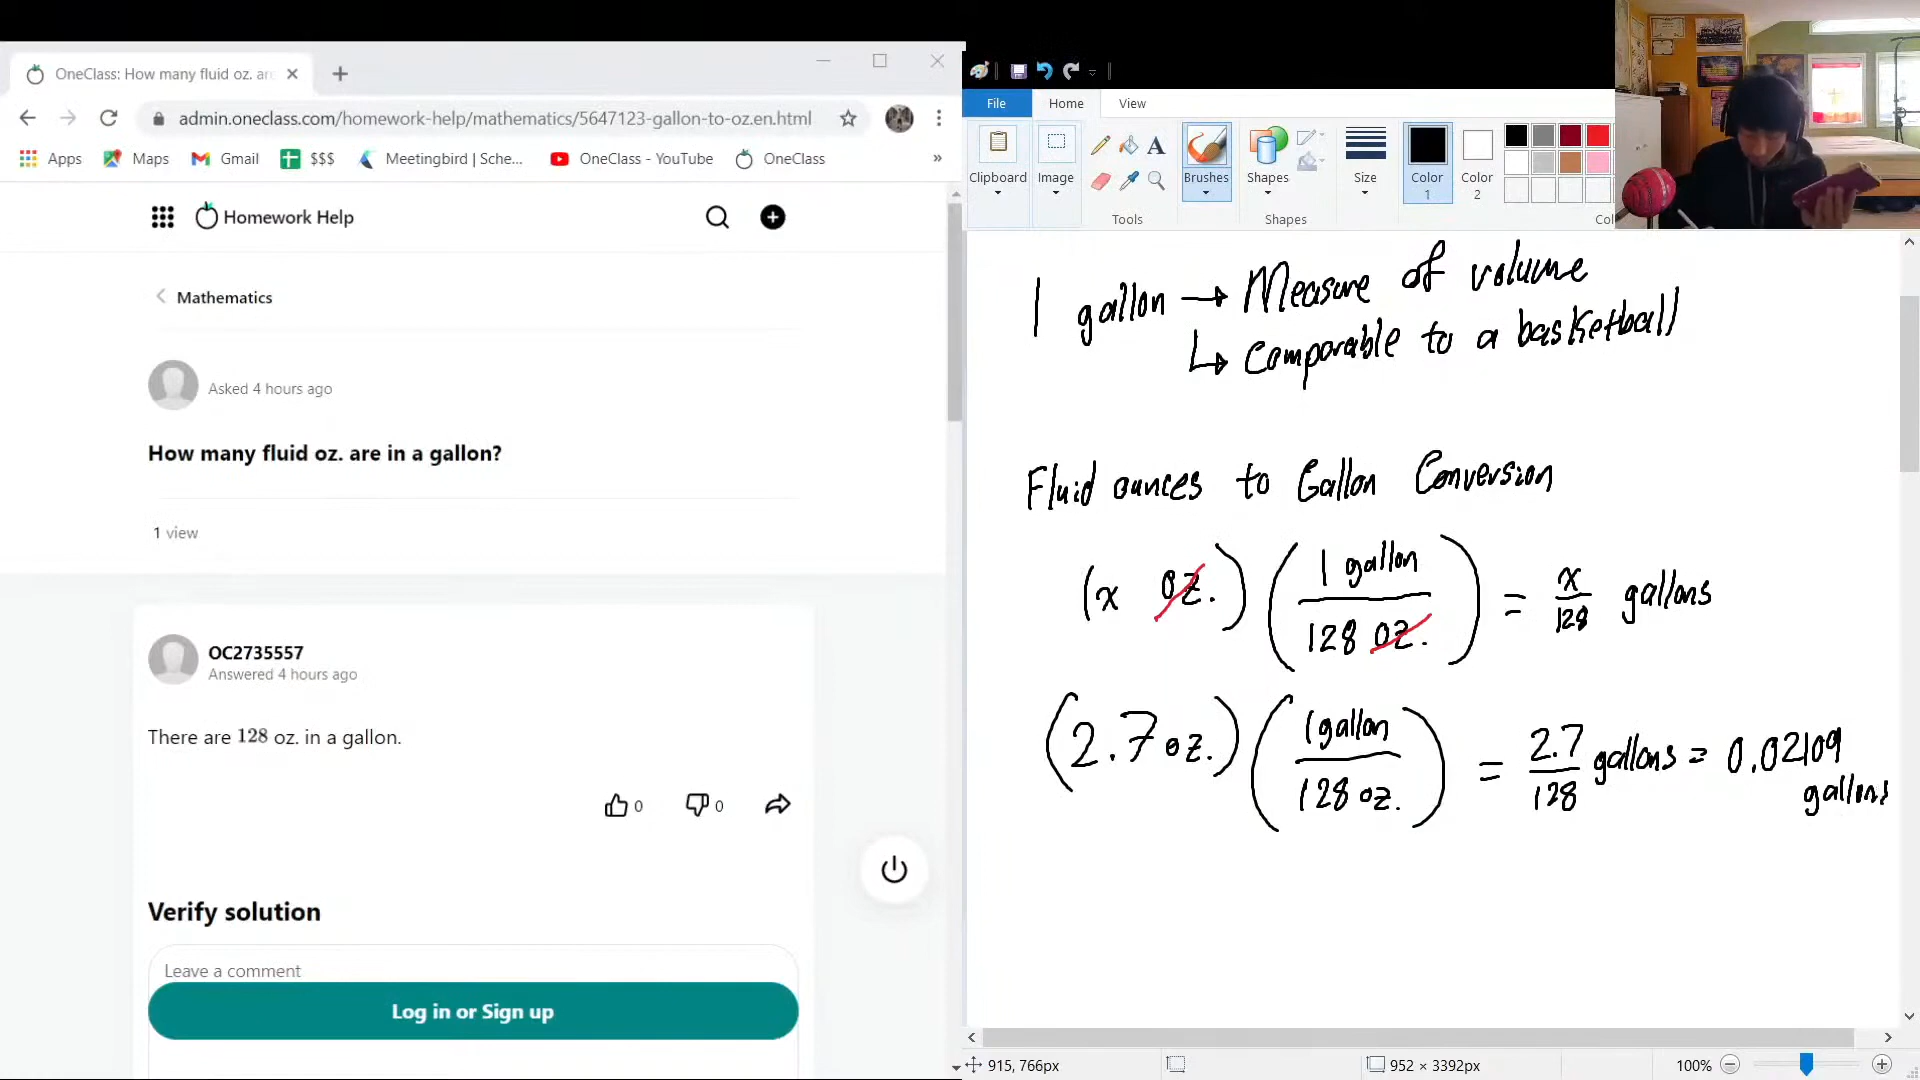 OneClass: How many fluid oz. are
admin.oneclass.com/homework-help/mathematics/5647123-gallon-to-oz.en.html
Apps Maps Gmail $$$ Meetingbird | Sche... OneClass - YouTube OneClass »
Homework Help
Mathematics
Asked 4 hours ago
How many fluid oz. are in a gallon?
1 view
OC2735557
Answered 4 hours ago
There are 128 oz. in a gallon.
0 0
Verify solution
Leave a comment
Log in or Sign up
File Home View
Clipboard Image Brushes Shapes Size Color 1 Color 2
Tools Shapes
1 gallon → Measure of volume
↳ Comparable to a basketball
Fluid ounces to Gallon Conversion
(x oz.) (1 gallon / 128 oz.) = x/128 gallons
(2.7 oz.) (1 gallon / 128 oz.) = 2.7/128 gallons = 0.02109
gallons
915, 766px 952 × 3392px 100%